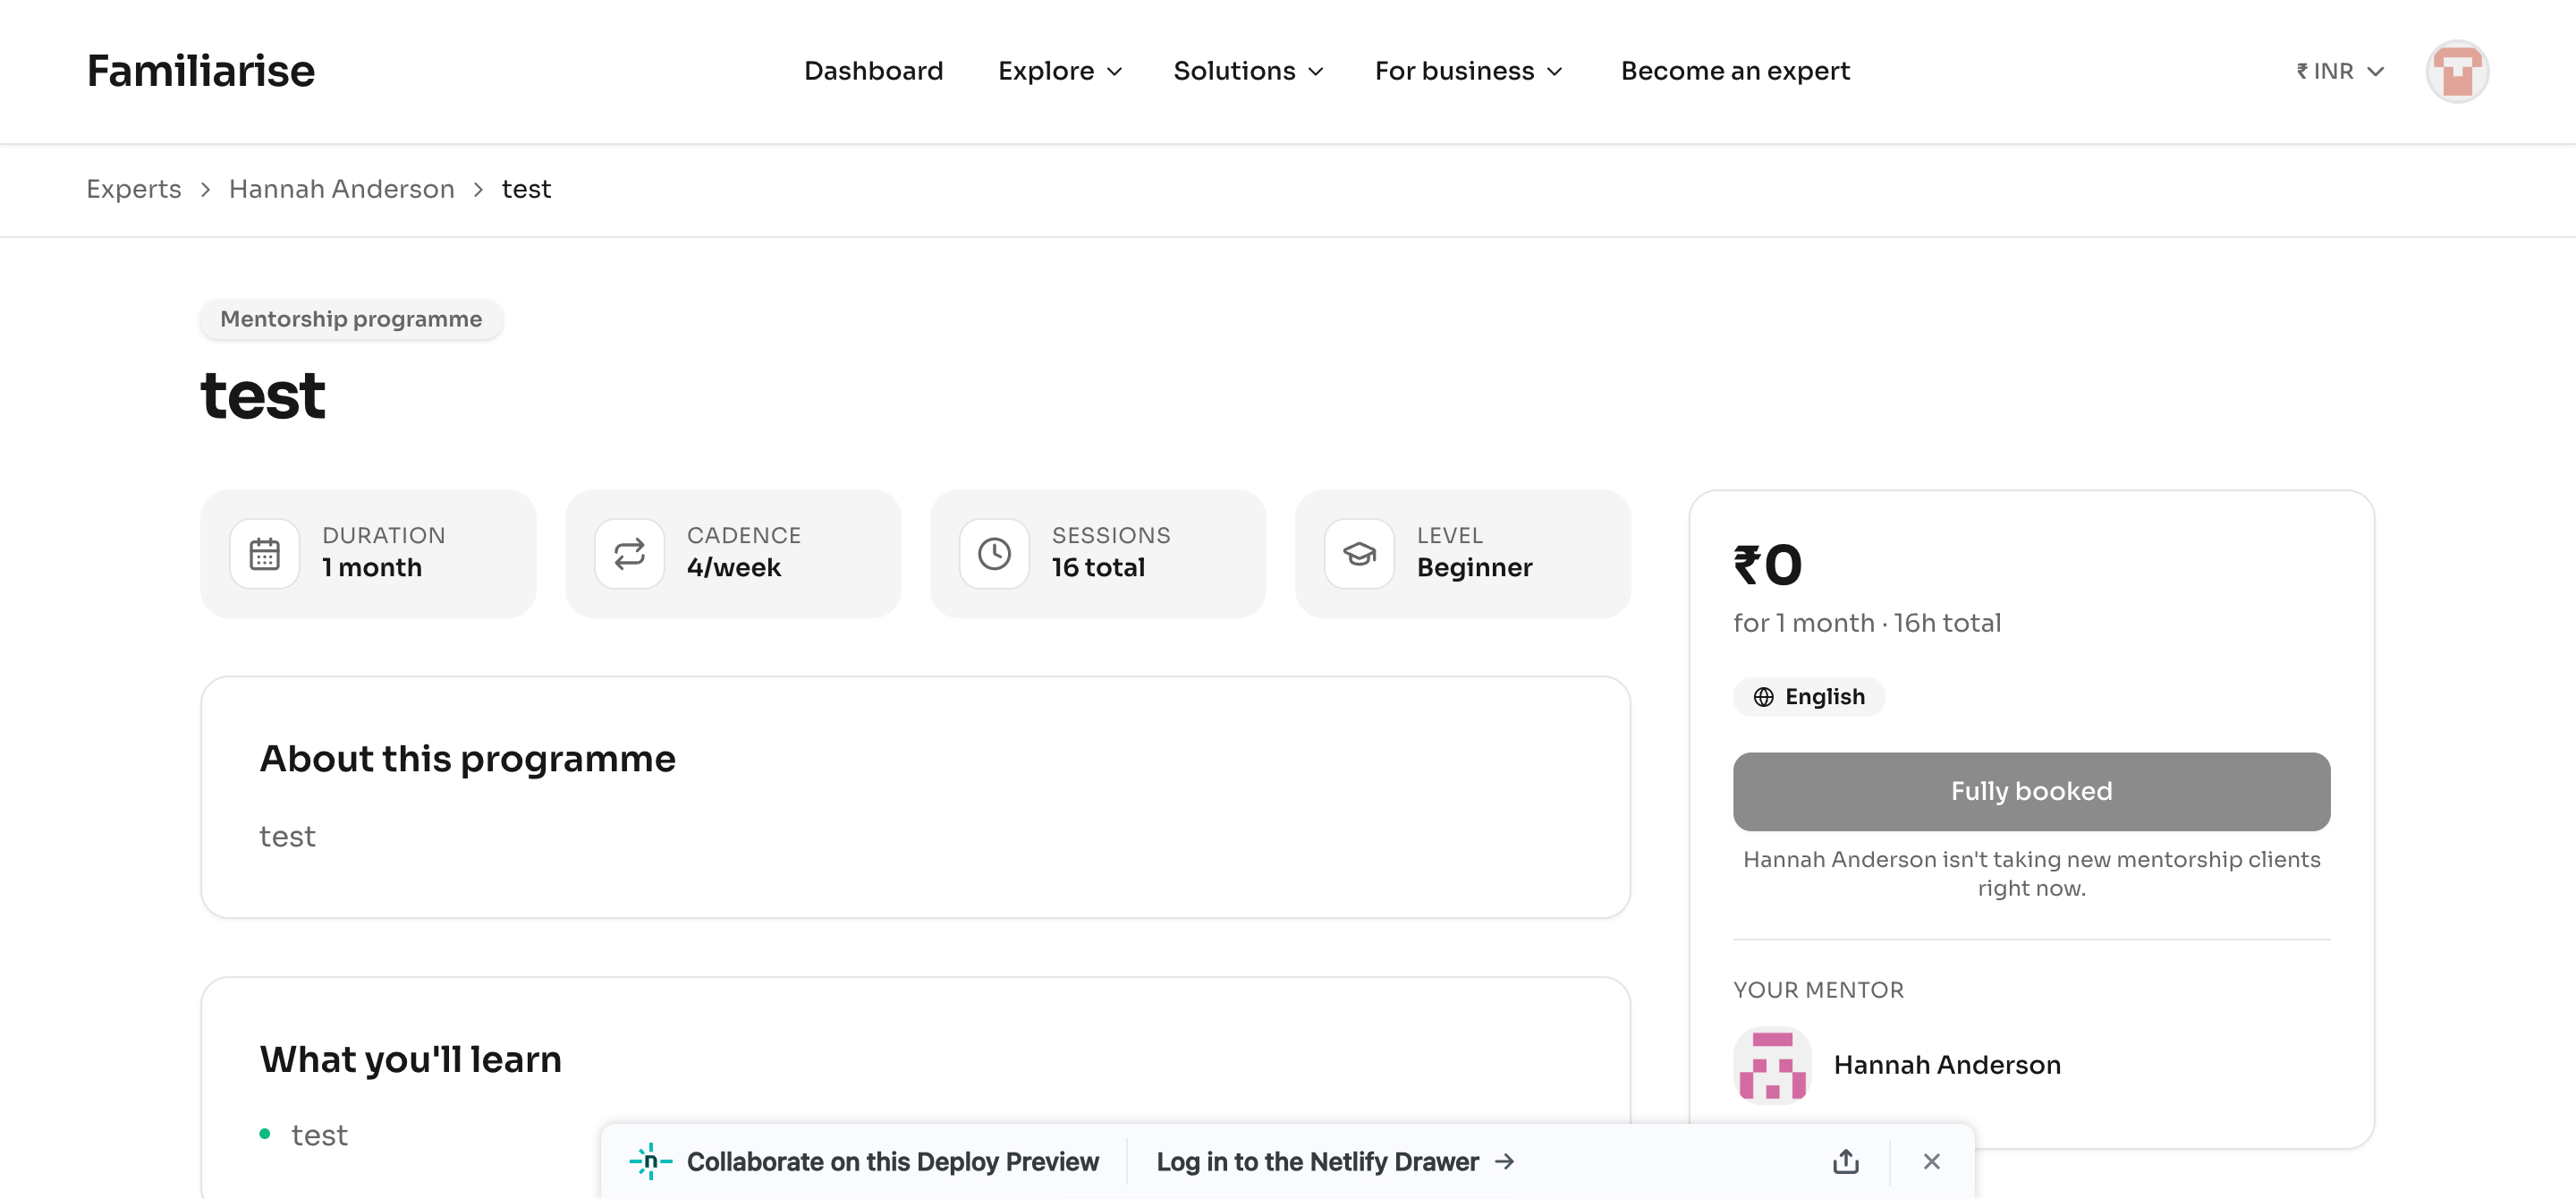 Familiarise
Dashboard
Explore
Solutions
For business
Become an expert
₹ INR
Experts > Hannah Anderson > test
Mentorship programme
test
DURATION
1 month
CADENCE
4/week
SESSIONS
16 total
LEVEL
Beginner
About this programme
test
What you'll learn
test
₹0
for 1 month · 16h total
English
Fully booked
Hannah Anderson isn't taking new mentorship clients
right now.
YOUR MENTOR
Hannah Anderson
Collaborate on this Deploy Preview
Log in to the Netlify Drawer →